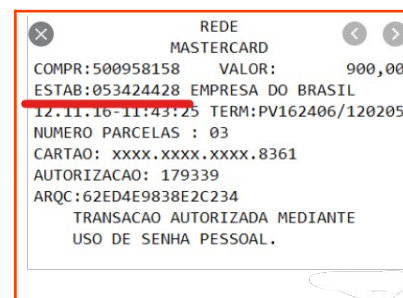 REDE
MASTERCARD
COMPR:500958158 VALOR: 900,00
ESTAB:053424428 EMPRESA DO BRASIL
12.11.16-11:43:25 TERM:PV162406/120205
NUMERO PARCELAS : 03
CARTAO: xxxx.xxxx.xxxx.8361
AUTORIZACAO: 179339
ARQC:62ED4E9838E2C234
TRANSACAO AUTORIZADA MEDIANTE
USO DE SENHA PESSOAL.